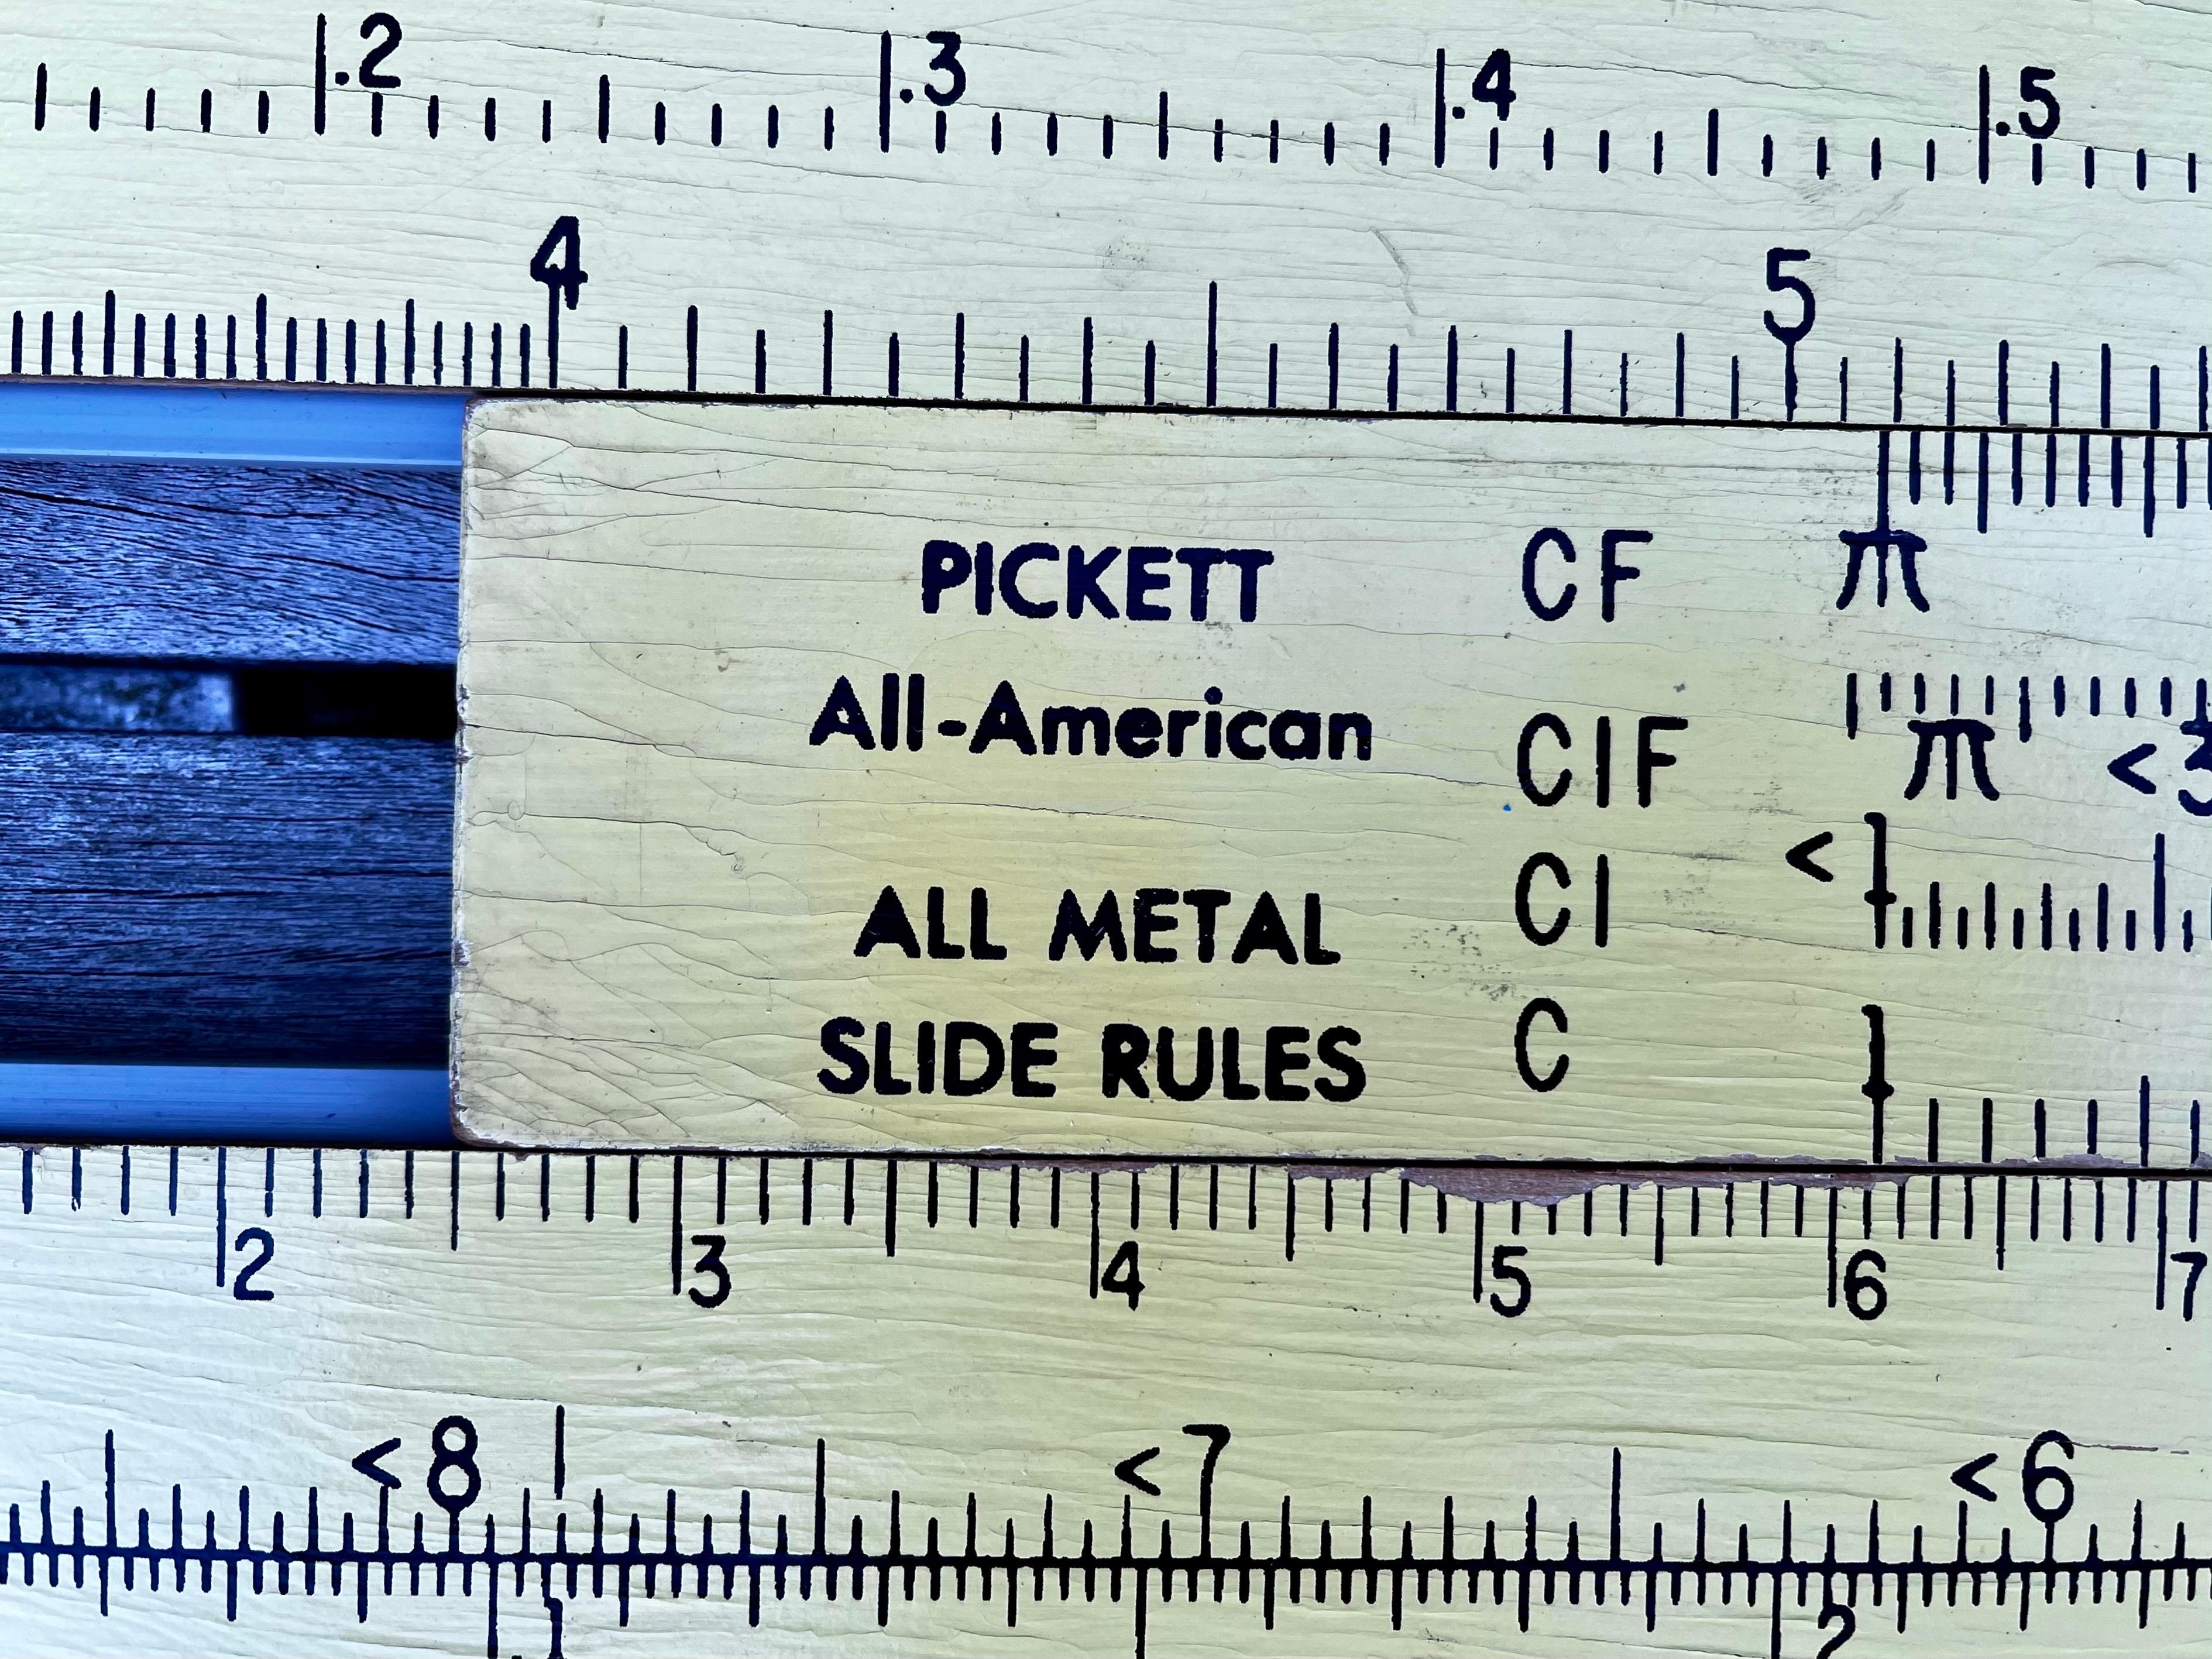 .2 .3 .4 .5
4 5
PICKETT CF π
All-American CIF π <3
ALL METAL CI <1
SLIDE RULES C 1
2 3 4 5 6 7
<8 <7 <6
1 2